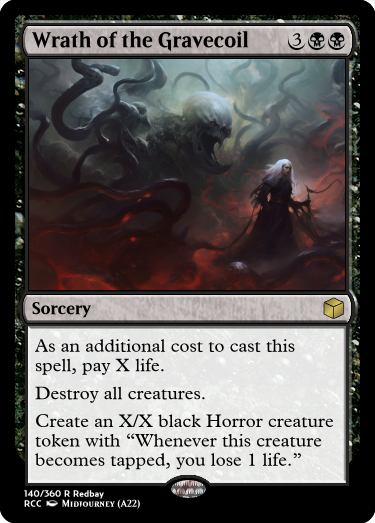 Wrath of the Gravecoil 3
Sorcery
As an additional cost to cast this
spell, pay X life.
Destroy all creatures.
Create an X/X black Horror creature
token with “Whenever this creature
becomes tapped, you lose 1 life.”
140/360 R Redbay
RCC Midjourney (A22)